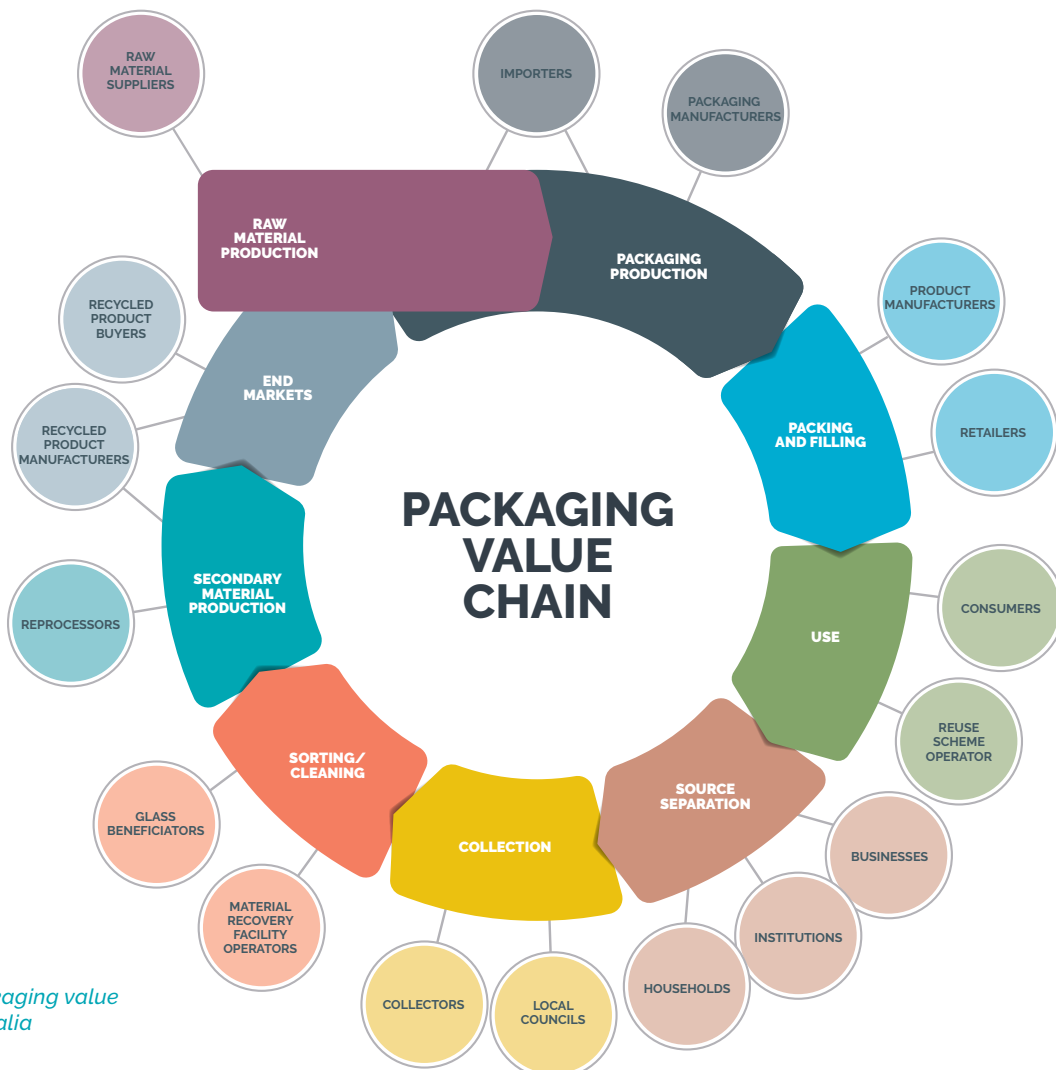 RAW
MATERIAL
SUPPLIERS
IMPORTERS
PACKAGING
MANUFACTURERS
RAW
MATERIAL
PRODUCTION
PACKAGING
PRODUCTION
PRODUCT
MANUFACTURERS
RECYCLED
PRODUCT
BUYERS
END
MARKETS
PACKING
AND FILLING
RETAILERS
RECYCLED
PRODUCT
MANUFACTURERS
PACKAGING
VALUE
CHAIN
SECONDARY
MATERIAL
PRODUCTION
REPROCESSORS
USE
CONSUMERS
REUSE
SCHEME
OPERATOR
SORTING/
CLEANING
SOURCE
SEPARATION
GLASS
BENEFICIATORS
COLLECTION
BUSINESSES
MATERIAL
RECOVERY
FACILITY
OPERATORS
INSTITUTIONS
HOUSEHOLDS
COLLECTORS
LOCAL
COUNCILS
aging value
alia